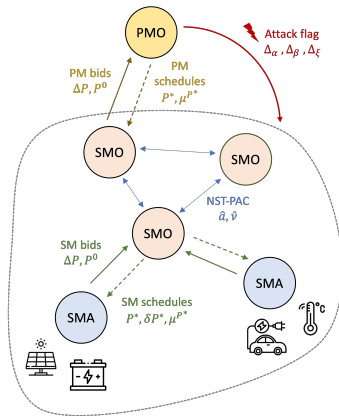 PMO
Attack flag
Δα , Δβ , Δξ
PM bids
ΔP, P⁰
PM
schedules
P*, μᴾ*
SMO
SMO
NST-PAC
â, v̂
SM bids
ΔP, P⁰
SMO
SMA
SMA
SM schedules
P*, δP*, μᴾ*
°C